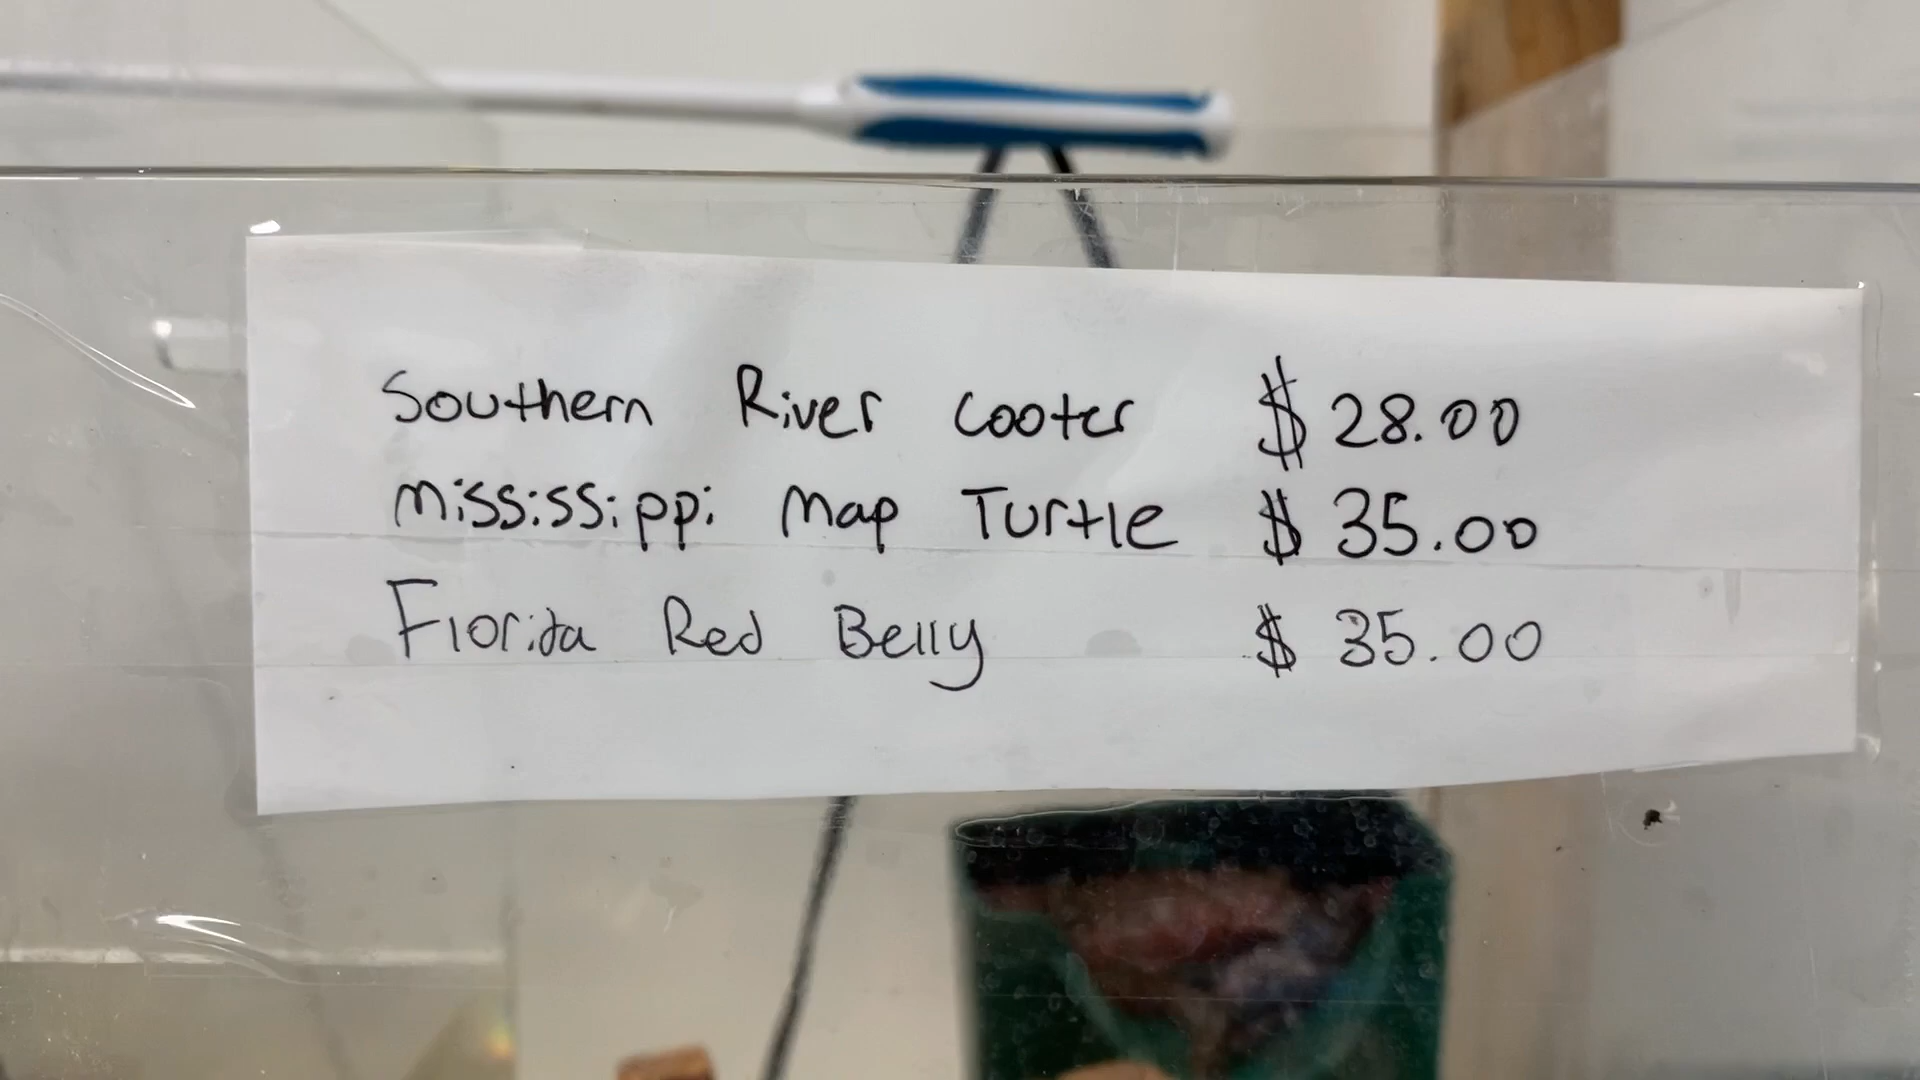 Southern River Cooter $ 28.00
Mississippi Map Turtle $ 35.00
Florida Red Belly $ 35.00